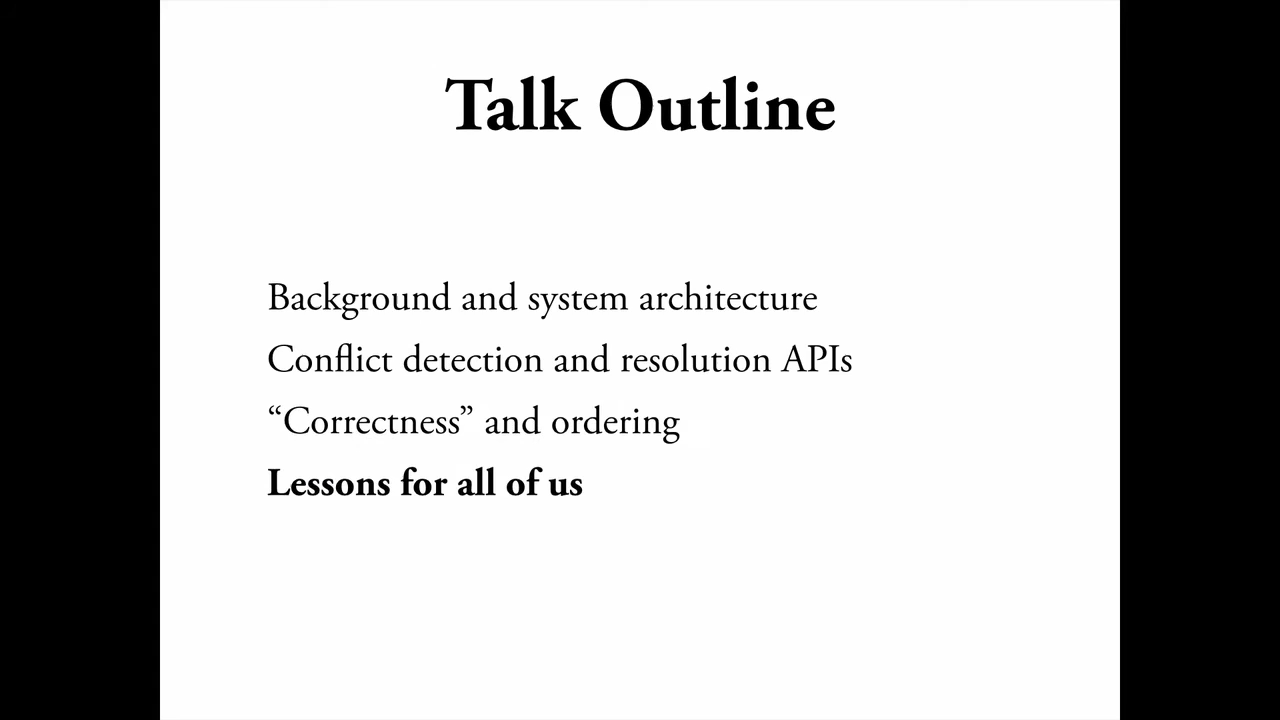 Talk Outline
Background and system architecture
Conflict detection and resolution APIs
“Correctness” and ordering
Lessons for all of us